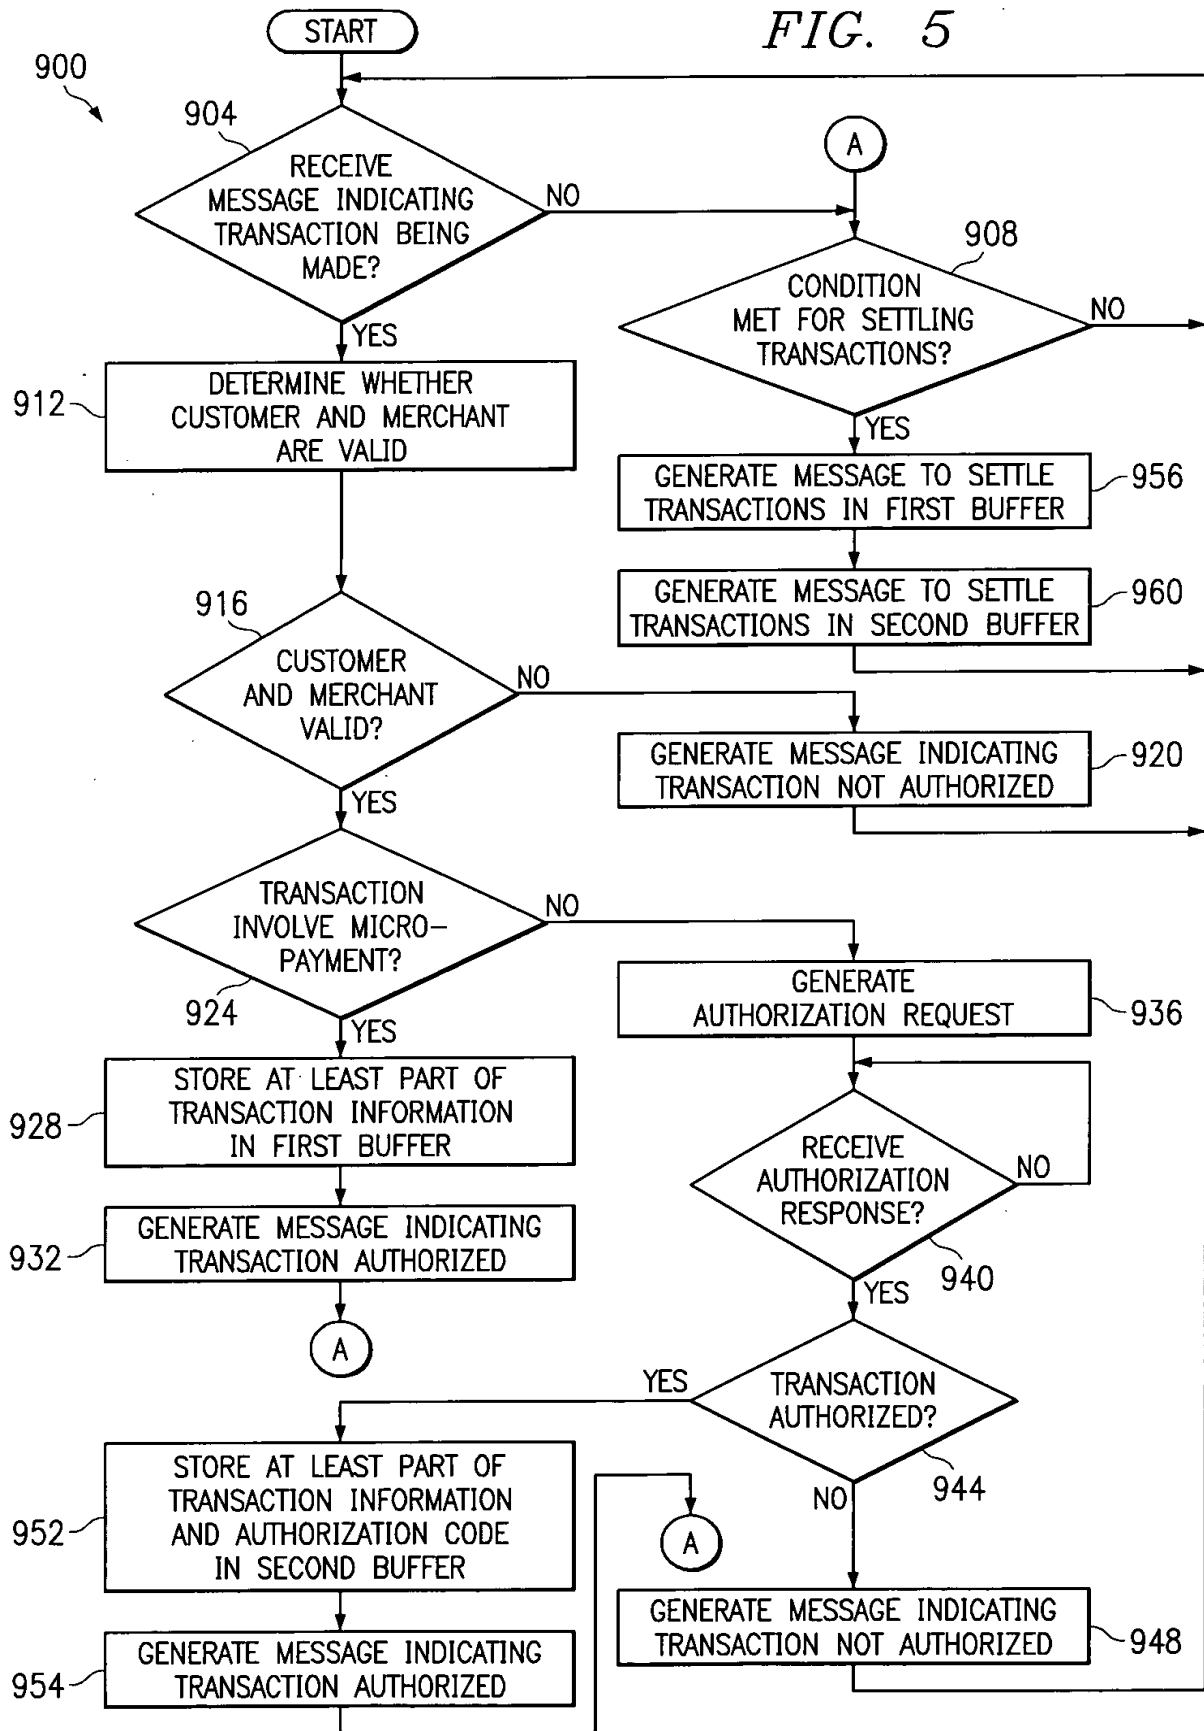 FIG. 5
START
900
904
RECEIVE
MESSAGE INDICATING
TRANSACTION BEING
MADE?
NO
YES
A
908
CONDITION
MET FOR SETTLING
TRANSACTIONS?
NO
YES
912
DETERMINE WHETHER
CUSTOMER AND MERCHANT
ARE VALID
GENERATE MESSAGE TO SETTLE
TRANSACTIONS IN FIRST BUFFER
956
GENERATE MESSAGE TO SETTLE
TRANSACTIONS IN SECOND BUFFER
960
916
CUSTOMER
AND MERCHANT
VALID?
NO
YES
GENERATE MESSAGE INDICATING
TRANSACTION NOT AUTHORIZED
920
TRANSACTION
INVOLVE MICRO-
PAYMENT?
924
NO
YES
GENERATE
AUTHORIZATION REQUEST
936
928
STORE AT LEAST PART OF
TRANSACTION INFORMATION
IN FIRST BUFFER
RECEIVE
AUTHORIZATION
RESPONSE?
NO
940
YES
932
GENERATE MESSAGE INDICATING
TRANSACTION AUTHORIZED
A
TRANSACTION
AUTHORIZED?
YES
944
NO
952
STORE AT LEAST PART OF
TRANSACTION INFORMATION
AND AUTHORIZATION CODE
IN SECOND BUFFER
A
GENERATE MESSAGE INDICATING
TRANSACTION NOT AUTHORIZED
948
954
GENERATE MESSAGE INDICATING
TRANSACTION AUTHORIZED